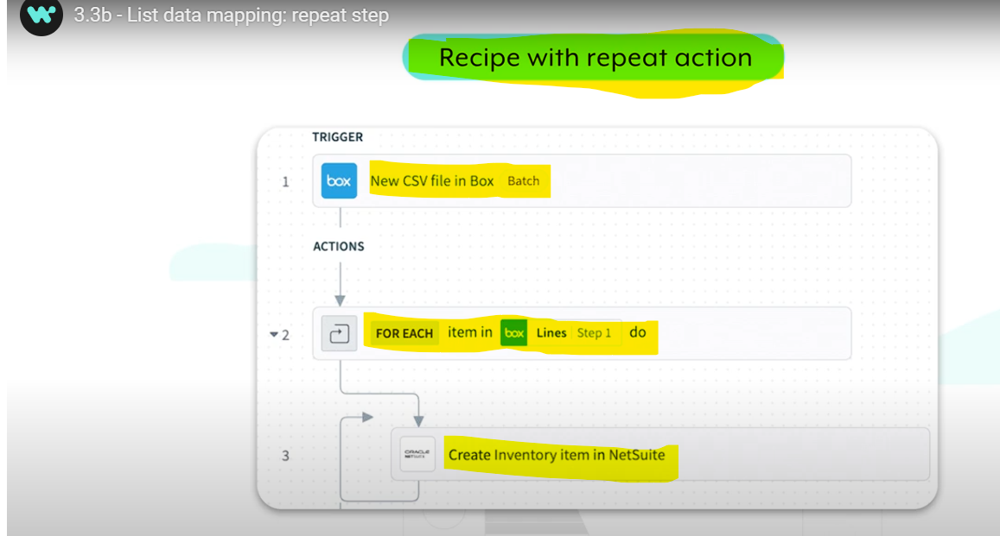 3.3b - List data mapping: repeat step
Recipe with repeat action
TRIGGER
1
box
New CSV file in Box Batch
ACTIONS
2
FOR EACH item in box Lines Step 1 do
3
ORACLE
NETSUITE
Create Inventory item in NetSuite